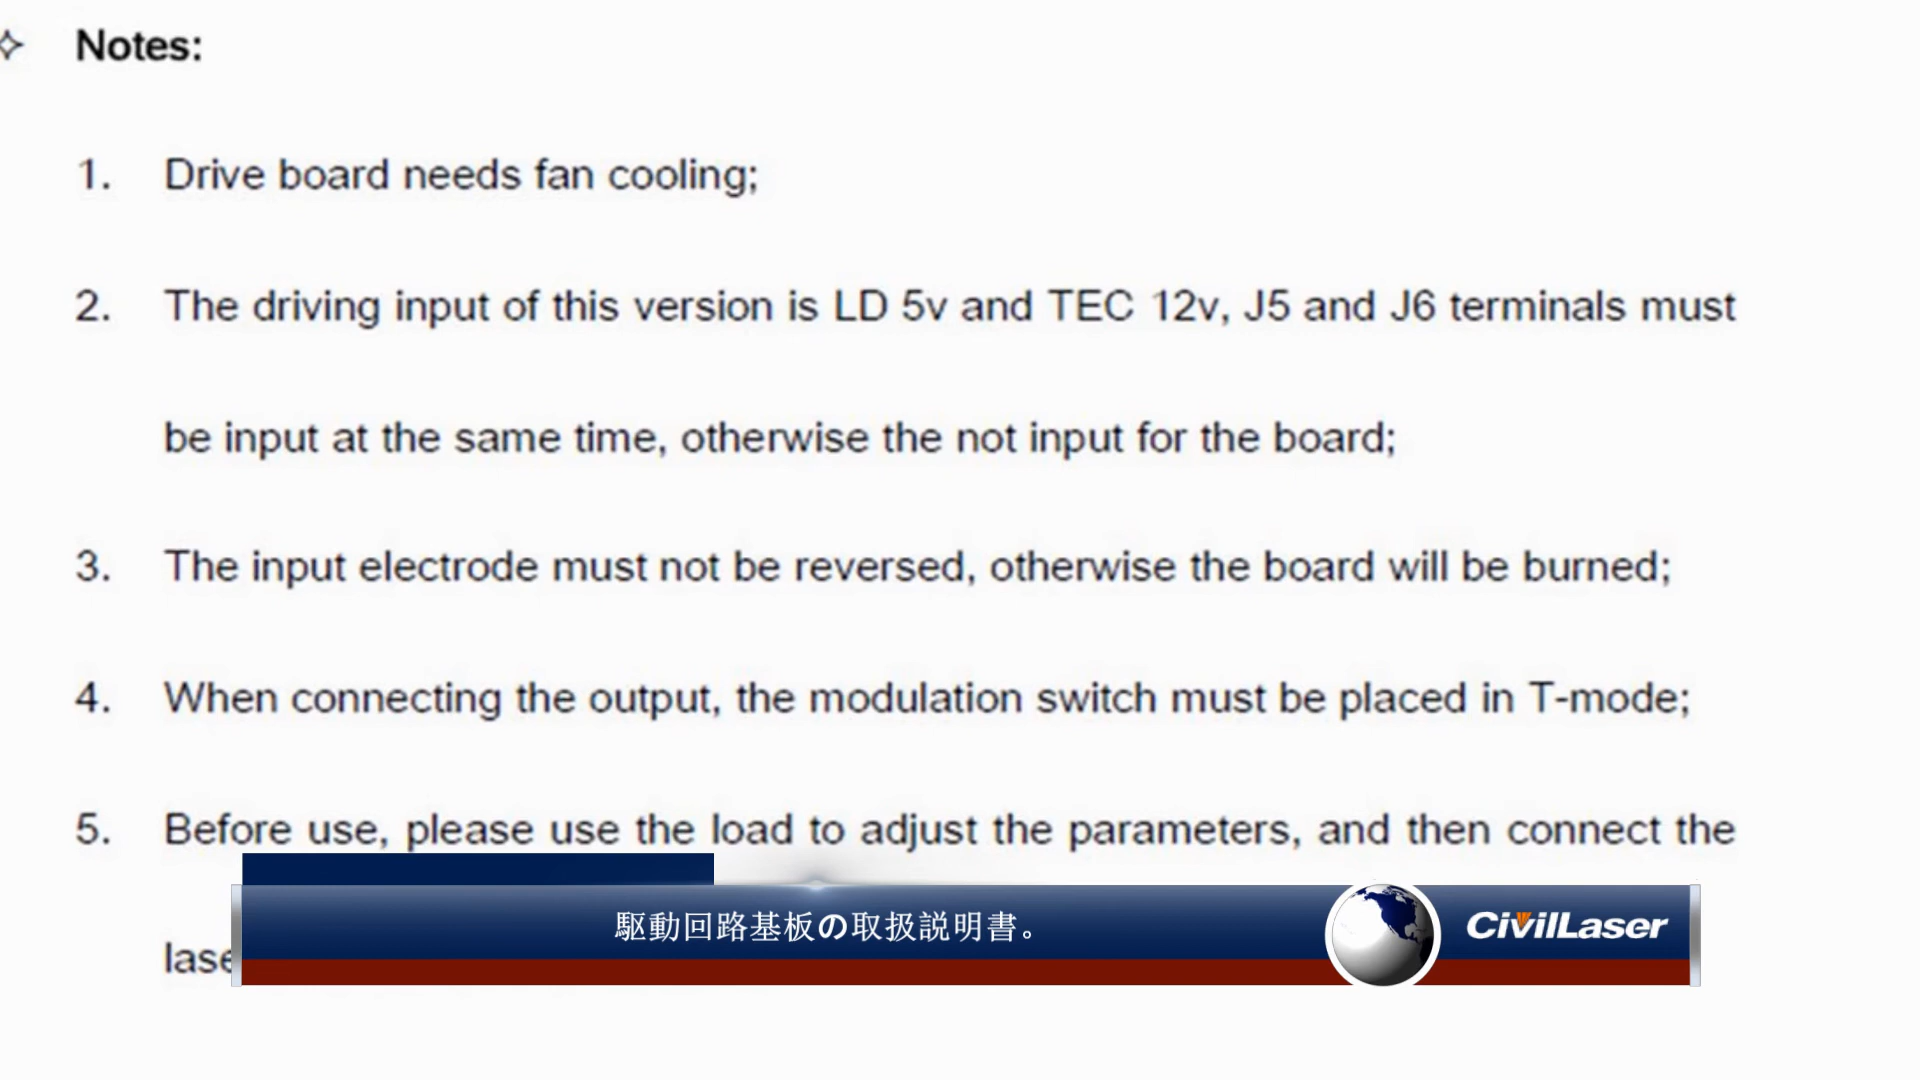 Notes:
1. Drive board needs fan cooling;
2. The driving input of this version is LD 5v and TEC 12v, J5 and J6 terminals must
be input at the same time, otherwise the not input for the board;
3. The input electrode must not be reversed, otherwise the board will be burned;
4. When connecting the output, the modulation switch must be placed in T-mode;
5. Before use, please use the load to adjust the parameters, and then connect the
駆動回路基板の取扱説明書。
CivilLaser